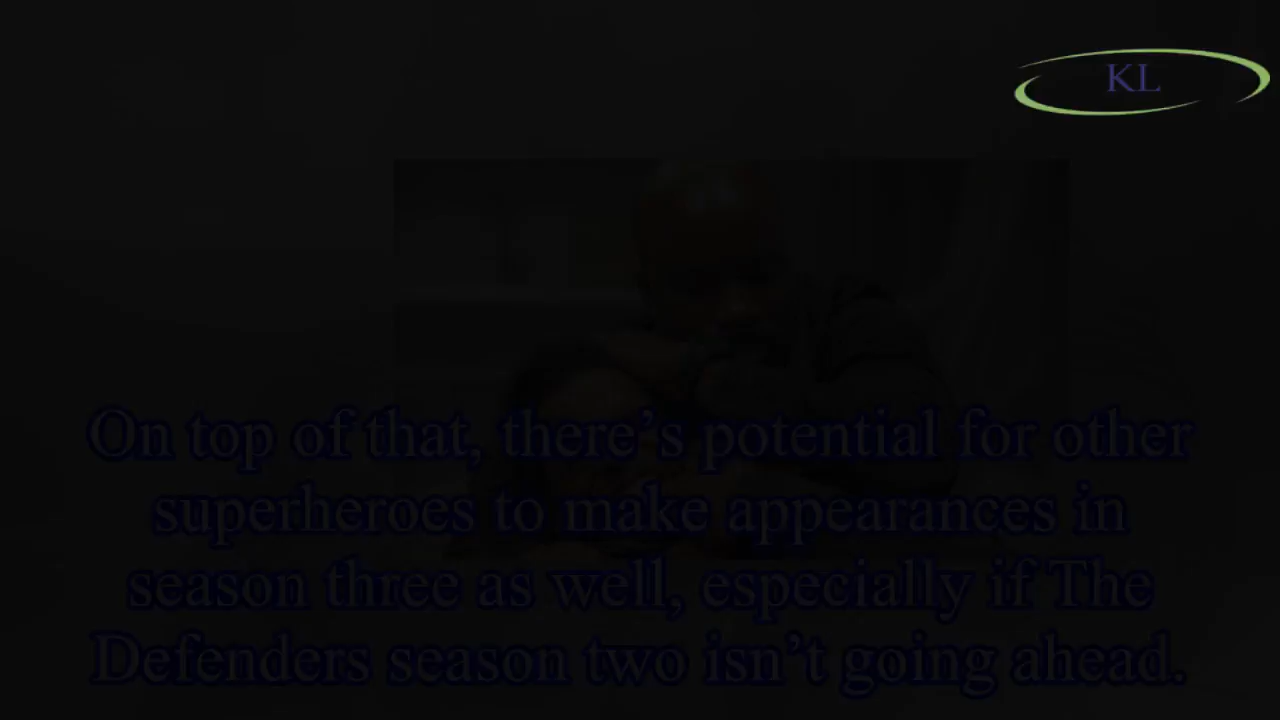 KL
On top of that, there's potential for other
superheroes to make appearances in
season three as well, especially if The
Defenders season two isn't going ahead.